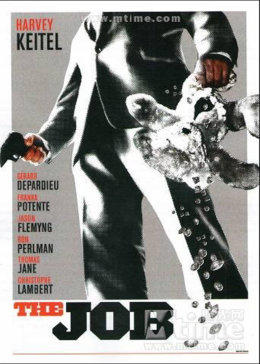 www.mtime.com
HARVEY
KEITEL
GERARD
DEPARDIEU
FRANKA
POTENTE
JASON
FLEMYNG
RON
PERLMAN
THOMAS
JANE
CHRISTOPHE
LAMBERT
THE JOB